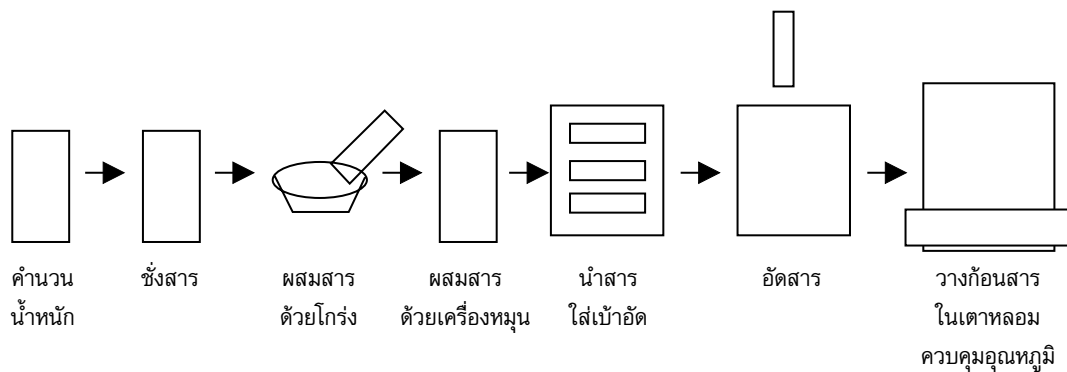 คำนวน
น้ำหนัก
ชั่งสาร
ผสมสาร
ด้วยโกร่ง
ผสมสาร
ด้วยเครื่องหมุน
นำสาร
ใส่เบ้าอัด
อัดสาร
วางก้อนสาร
ในเตาหลอม
ควบคุมอุณหภูมิ